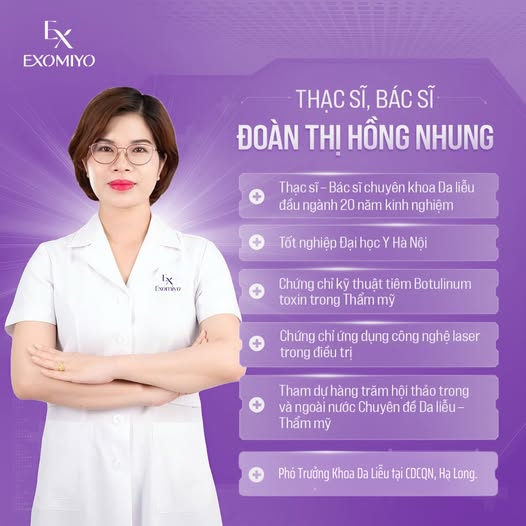 EX
EXOMIYO
THẠC SĨ, BÁC SĨ
ĐOÀN THỊ HỒNG NHUNG
Thạc sĩ – Bác sĩ chuyên khoa Da liễu
đầu ngành 20 năm kinh nghiệm
Tốt nghiệp Đại học Y Hà Nội
Chứng chỉ kỹ thuật tiêm Botulinum
toxin trong Thẩm mỹ
Chứng chỉ ứng dụng công nghệ laser
trong điều trị
Tham dự hàng trăm hội thảo trong
và ngoài nước Chuyên đề Da liễu –
Thẩm mỹ
Phó Trưởng Khoa Da Liễu tại CDCQN, Hạ Long.
EX
Exomiyo